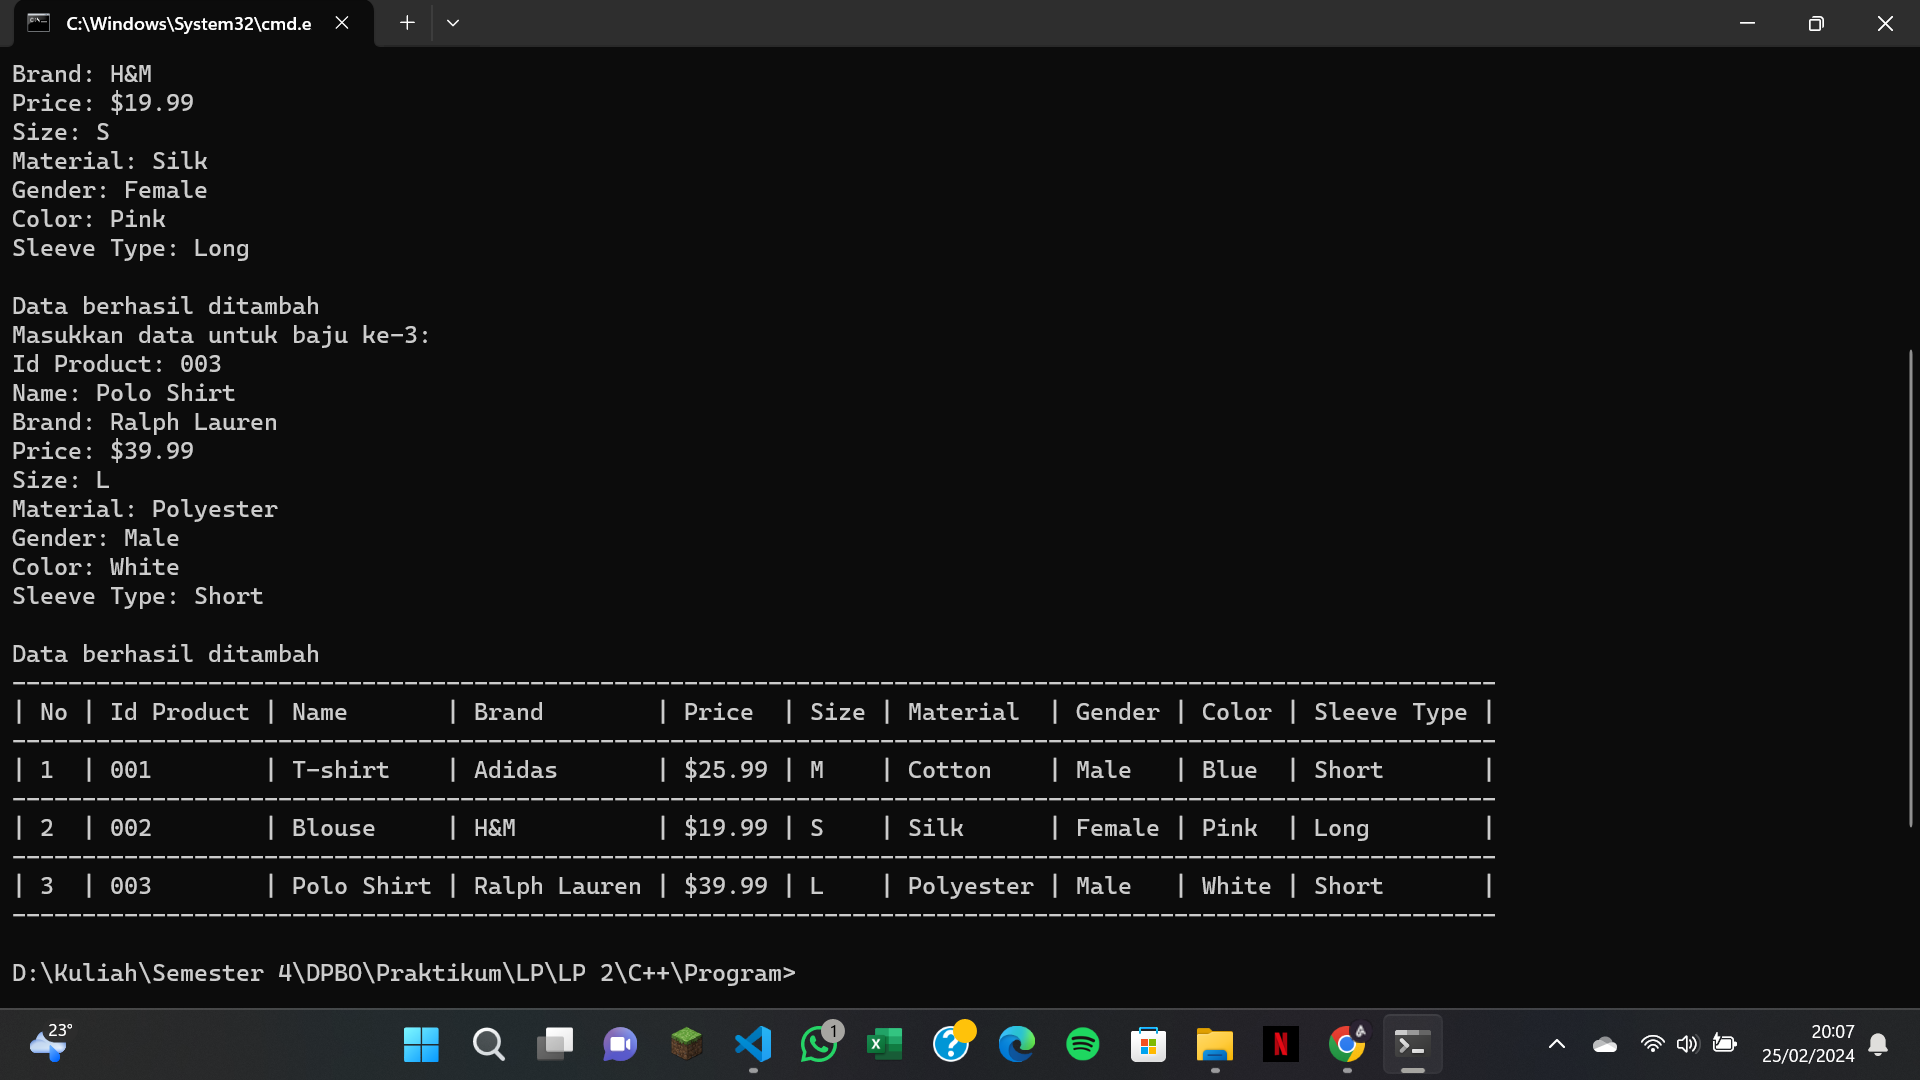 C:\Windows\System32\cmd.e
Brand: H&M
Price: $19.99
Size: S
Material: Silk
Gender: Female
Color: Pink
Sleeve Type: Long
Data berhasil ditambah
Masukkan data untuk baju ke-3:
Id Product: 003
Name: Polo Shirt
Brand: Ralph Lauren
Price: $39.99
Size: L
Material: Polyester
Gender: Male
Color: White
Sleeve Type: Short
Data berhasil ditambah
| No | Id Product | Name | Brand | Price | Size | Material | Gender | Color | Sleeve Type |
| 1 | 001 | T-shirt | Adidas | $25.99 | M | Cotton | Male | Blue | Short |
| 2 | 002 | Blouse | H&M | $19.99 | S | Silk | Female | Pink | Long |
| 3 | 003 | Polo Shirt | Ralph Lauren | $39.99 | L | Polyester | Male | White | Short |
D:\Kuliah\Semester 4\DPBO\Praktikum\LP\LP 2\C++\Program>
23°
1
20:07
25/02/2024